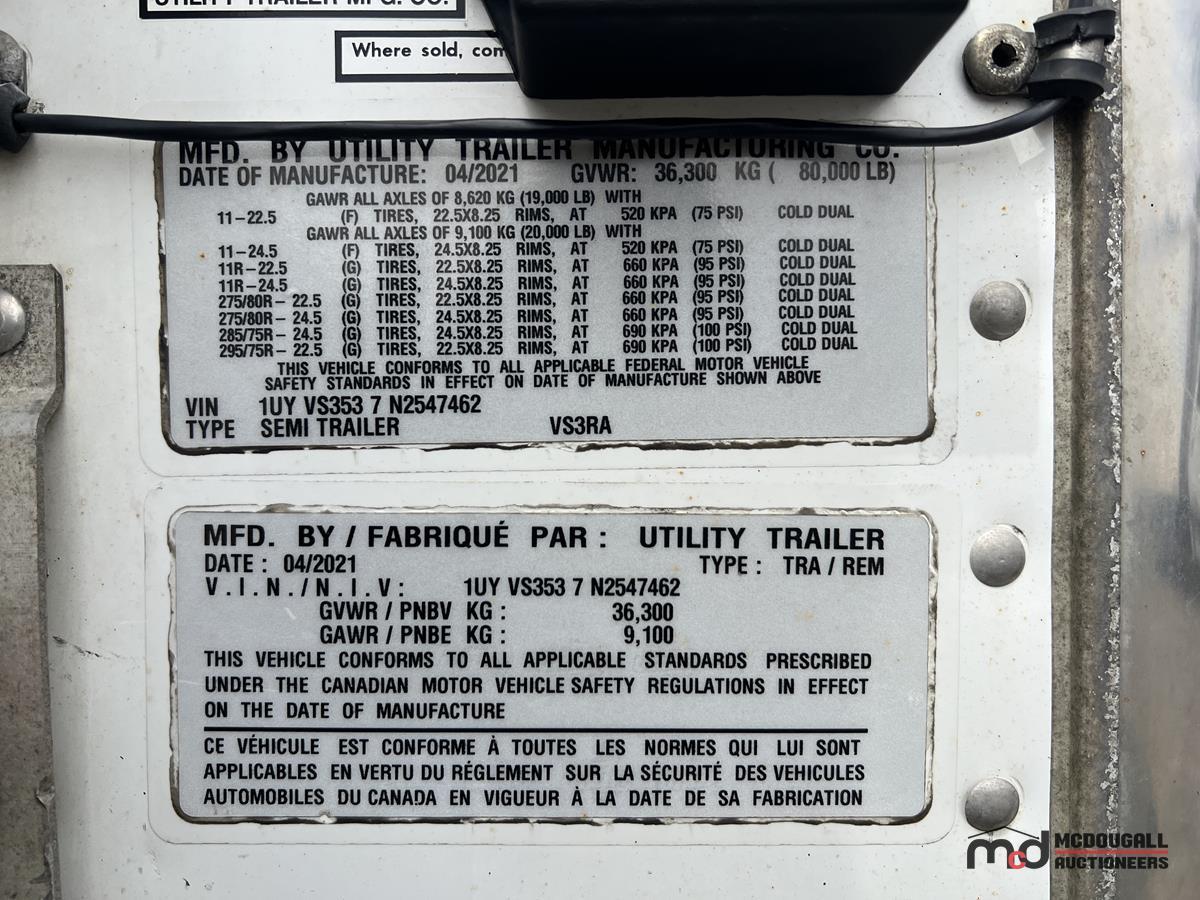 UTILITY TRAILER MFG. CO.
Where sold, com
MFD. BY UTILITY TRAILER MANUFACTURING CO.
DATE OF MANUFACTURE: 04/2021 GVWR: 36,300 KG ( 80,000 LB)
GAWR ALL AXLES OF 8,620 KG (19,000 LB) WITH
11-22.5 (F) TIRES, 22.5X8.25 RIMS, AT 520 KPA (75 PSI) COLD DUAL
GAWR ALL AXLES OF 9,100 KG (20,000 LB) WITH
11-24.5 (F) TIRES, 24.5X8.25 RIMS, AT 520 KPA (75 PSI) COLD DUAL
11R-22.5 (G) TIRES, 22.5X8.25 RIMS, AT 660 KPA (95 PSI) COLD DUAL
11R-24.5 (G) TIRES, 24.5X8.25 RIMS, AT 660 KPA (95 PSI) COLD DUAL
275/80R- 22.5 (G) TIRES, 22.5X8.25 RIMS, AT 660 KPA (95 PSI) COLD DUAL
275/80R- 24.5 (G) TIRES, 24.5X8.25 RIMS, AT 660 KPA (95 PSI) COLD DUAL
285/75R- 24.5 (G) TIRES, 24.5X8.25 RIMS, AT 690 KPA (100 PSI) COLD DUAL
295/75R- 22.5 (G) TIRES, 22.5X8.25 RIMS, AT 690 KPA (100 PSI) COLD DUAL
THIS VEHICLE CONFORMS TO ALL APPLICABLE FEDERAL MOTOR VEHICLE
SAFETY STANDARDS IN EFFECT ON DATE OF MANUFACTURE SHOWN ABOVE
VIN 1UY VS353 7 N2547462
TYPE SEMI TRAILER VS3RA
MFD. BY / FABRIQUÉ PAR : UTILITY TRAILER
DATE : 04/2021 TYPE : TRA / REM
V . I . N . / N . I . V : 1UY VS353 7 N2547462
GVWR / PNBV KG : 36,300
GAWR / PNBE KG : 9,100
THIS VEHICLE CONFORMS TO ALL APPLICABLE STANDARDS PRESCRIBED
UNDER THE CANADIAN MOTOR VEHICLE SAFETY REGULATIONS IN EFFECT
ON THE DATE OF MANUFACTURE
CE VÉHICULE EST CONFORME À TOUTES LES NORMES QUI LUI SONT
APPLICABLES EN VERTU DU RÉGLEMENT SUR LA SÉCURITÉ DES VEHICULES
AUTOMOBILES DU CANADA EN VIGUEUR À LA DATE DE SA FABRICATION
mcd MCDOUGALL
AUCTIONEERS